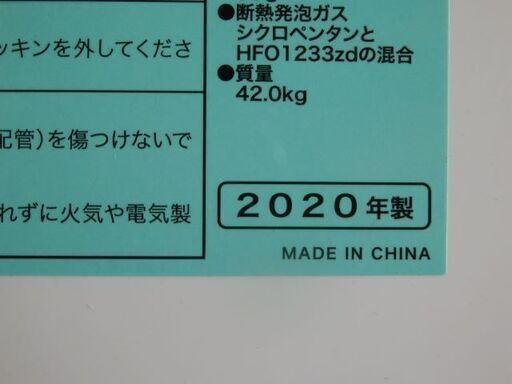 ッキンを外してくださ
配管)を傷つけないで
れずに火気や電気製
●断熱発泡ガス
シクロペンタンと
HFO1233zdの混合
●質量
42.0kg
2020年製
MADE IN CHINA